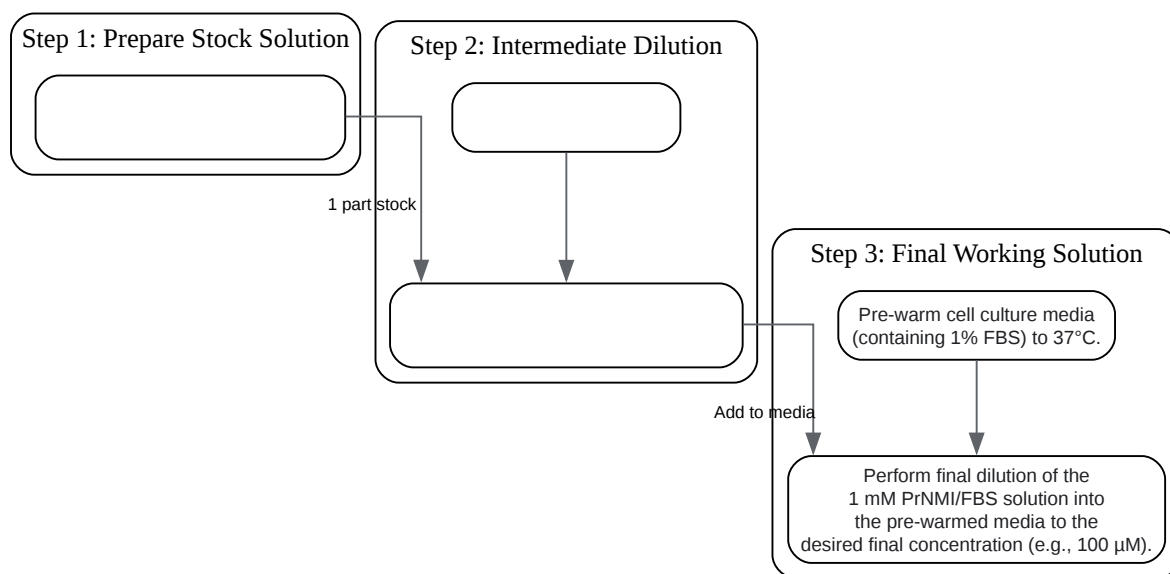 Step 1: Prepare Stock Solution
Step 2: Intermediate Dilution
1 part stock
Step 3: Final Working Solution
Pre-warm cell culture media
(containing 1% FBS) to 37°C.
Add to media
Perform final dilution of the
1 mM PrNMI/FBS solution into
the pre-warmed media to the
desired final concentration (e.g., 100 µM).